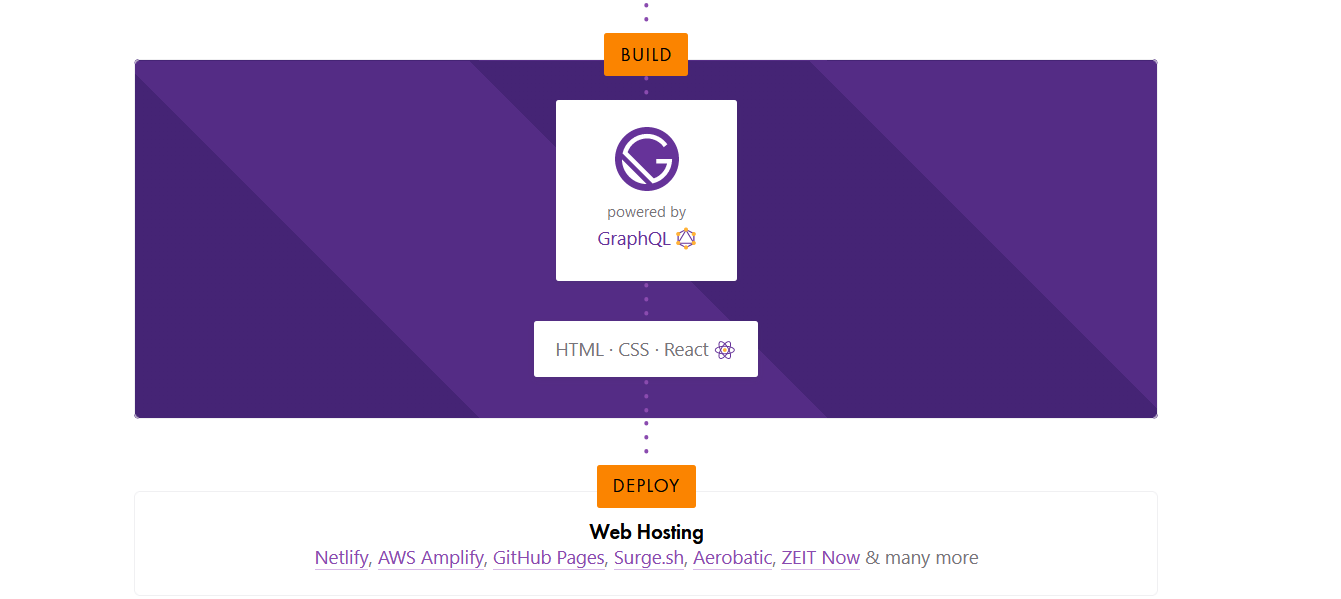 BUILD
powered by
GraphQL
HTML · CSS · React
DEPLOY
Web Hosting
Netlify, AWS Amplify, GitHub Pages, Surge.sh, Aerobatic, ZEIT Now & many more